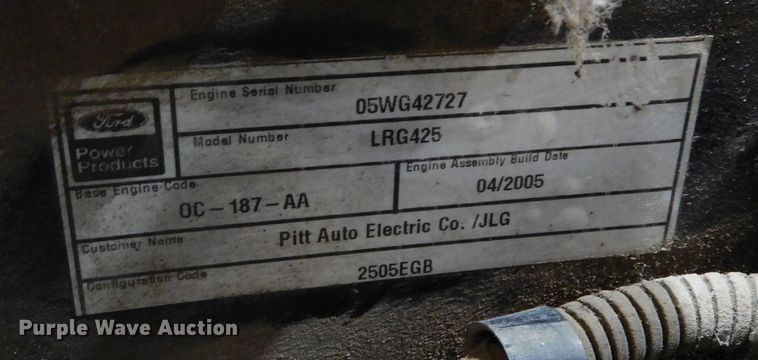 Ford
Power
Products
Engine Serial Number
05WG42727
Model Number
LRG425
Base Engine Code
OC-187-AA
Engine Assembly Build Date
04/2005
Customer Name
Pitt Auto Electric Co. /JLG
Configuration Code
2505EGB
Purple Wave Auction